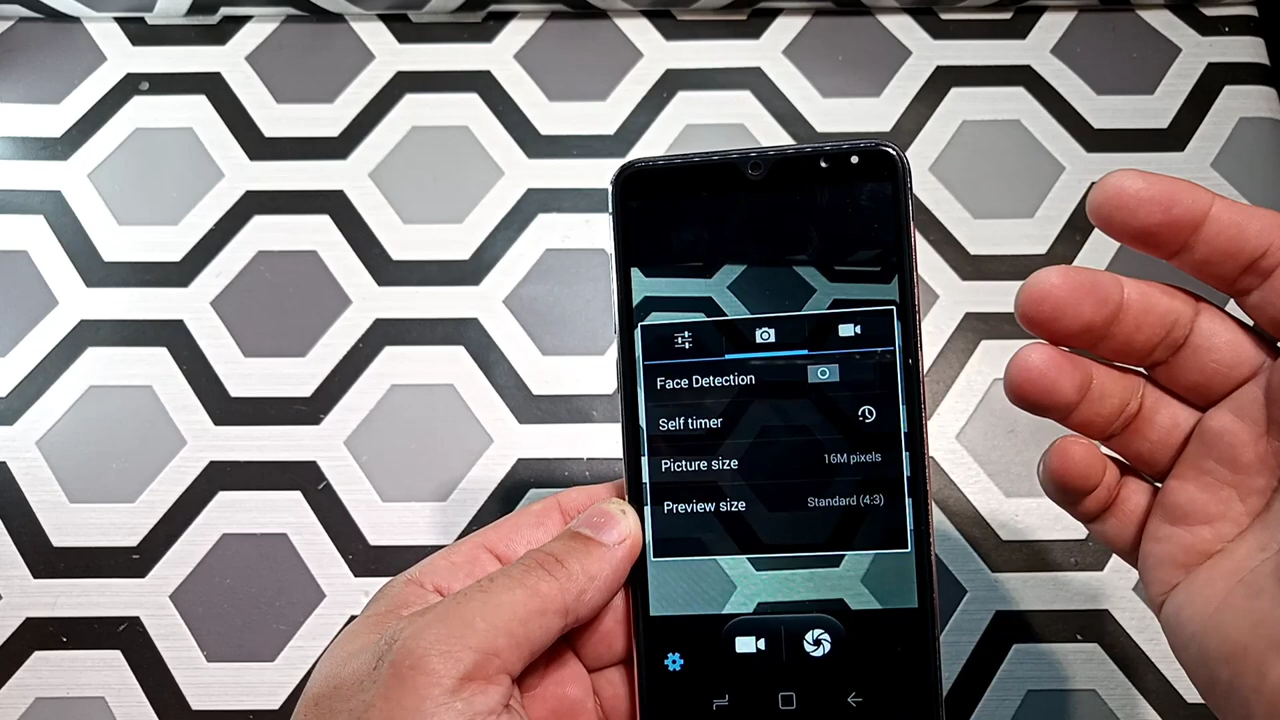 Face Detection
Self timer
Picture size 16M pixels
Preview size Standard (4:3)